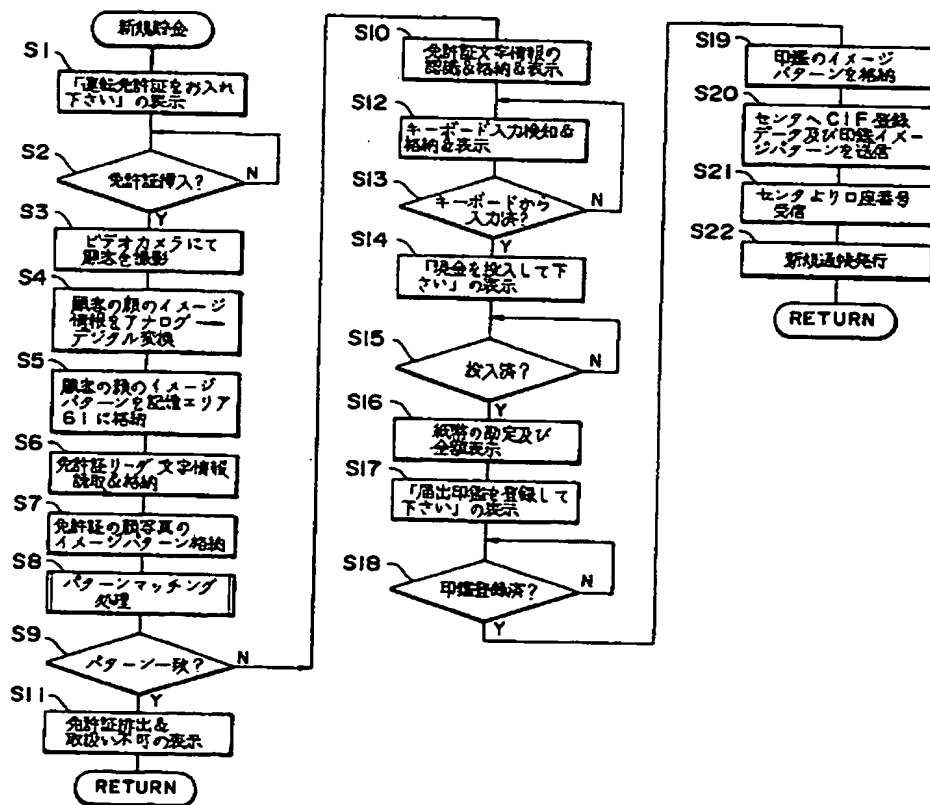 新規貯金
S1
「運転免許証をお入れ
下さい」の表示
S2
免許証挿入?
N
Y
S3
ビデオカメラにて
顧客を撮影
S4
顧客の顔のイメージ
情報をアナログ—
デジタル変換
S5
顧客の顔のイメージ
パターンを記憶エリア
61に格納
S6
免許証リーダ文字情報
読取&格納
S7
免許証の顔写真の
イメージパターン格納
S8
パターンマッチング
処理
S9
パターン一致?
N
Y
S11
免許証排出&
取扱い不可の表示
RETURN
S10
免許証文字情報の
認識&格納&表示
S12
キーボード入力検知&
格納&表示
S13
キーボードから
入力済?
N
Y
S14
「現金を投入して下
さい」の表示
S15
投入済?
N
Y
S16
紙幣の勘定及び
金額表示
S17
「届出印鑑を登録して
下さい」の表示
S18
印鑑登録済?
N
Y
S19
印鑑のイメージ
パターンを格納
S20
センタへCIF登録
データ及び印鑑イメ
ージパターンを送信
S21
センタより口座番号
受信
S22
新規通帳発行
RETURN